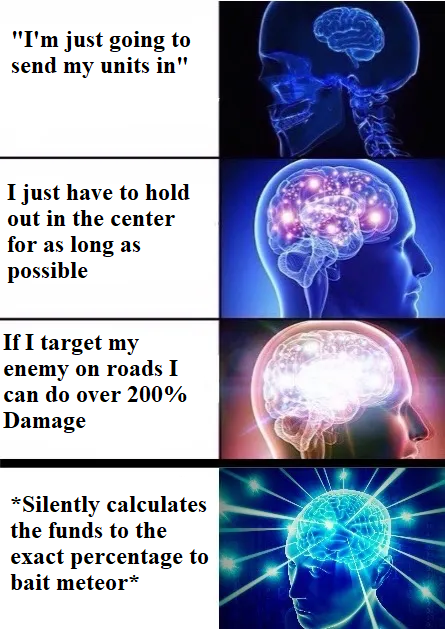 "I'm just going to
send my units in"
I just have to hold
out in the center
for as long as
possible
If I target my
enemy on roads I
can do over 200%
Damage
*Silently calculates
the funds to the
exact percentage to
bait meteor*